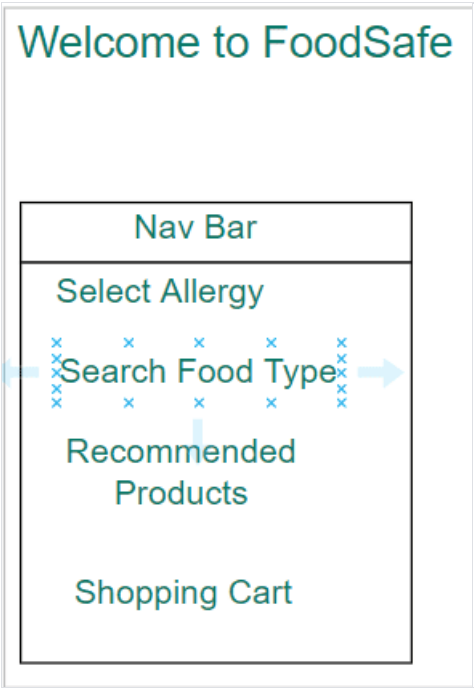 Welcome to FoodSafe
Nav Bar
Select Allergy
Search Food Type
Recommended
Products
Shopping Cart